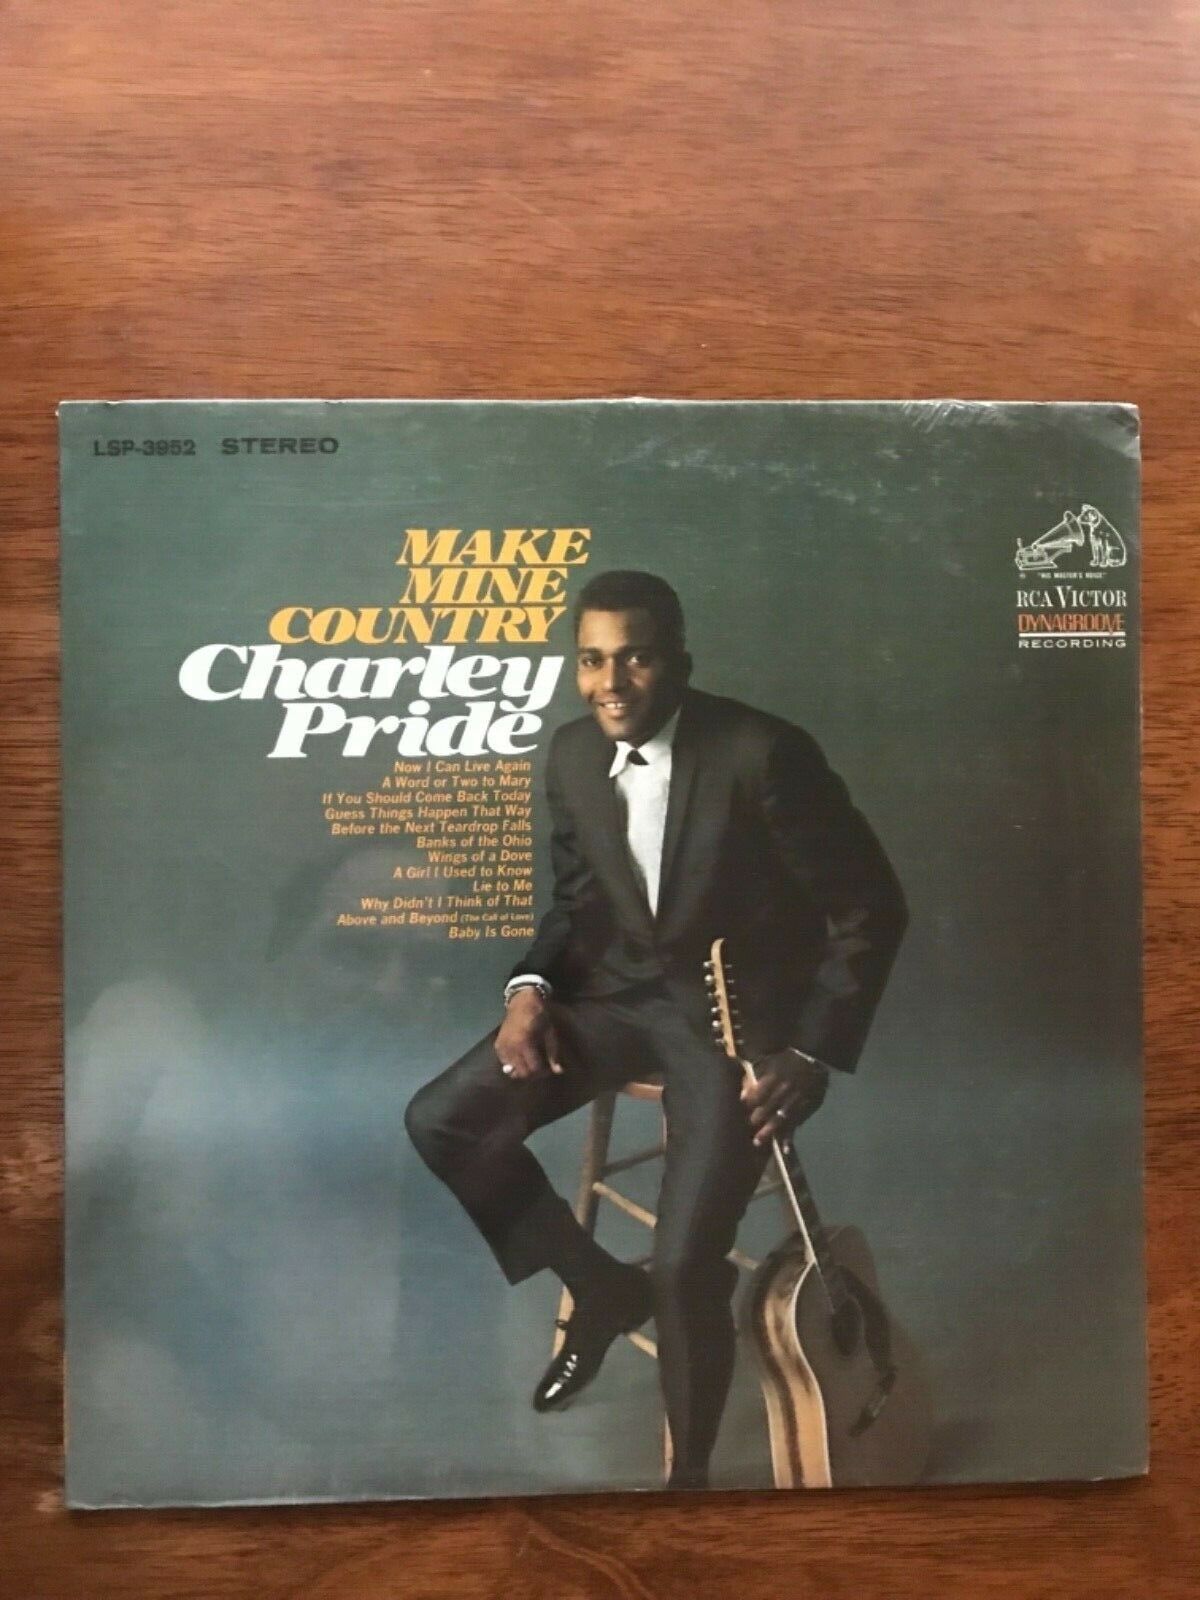 LSP-3952 STEREO
MAKE
MINE
COUNTRY
Charley
Pride
Now I Can Live Again
A Word or Two to Mary
If You Should Come Back Today
Guess Things Happen That Way
Before the Next Teardrop Falls
Banks of the Ohio
Wings of a Dove
A Girl I Used to Know
Lie to Me
Why Didn't I Think of That
Above and Beyond (The Call of Love)
Baby Is Gone
"HIS MASTER'S VOICE"
RCA VICTOR
DYNAGROOVE
RECORDING